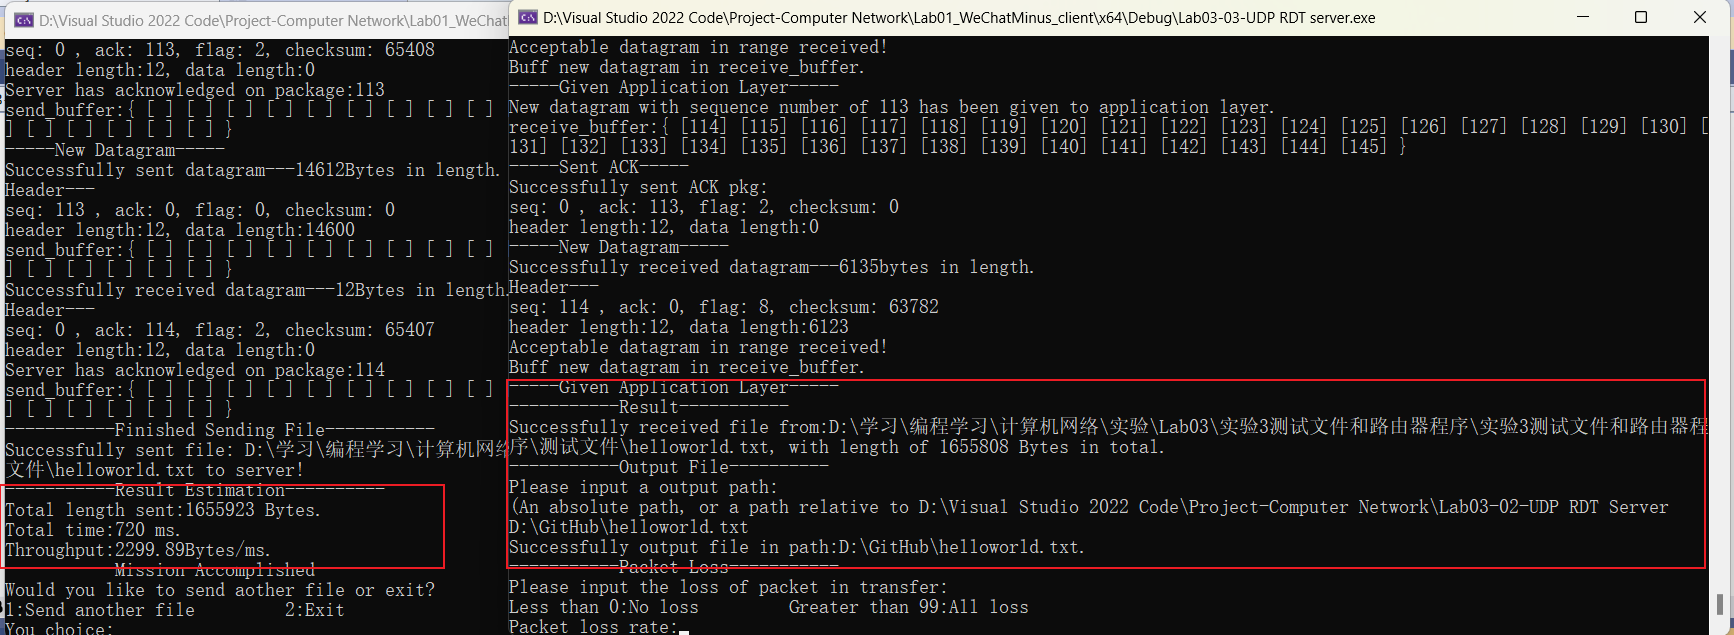 D:\Visual Studio 2022 Code\Project-Computer Network\Lab01_WeChat
seq: 0 , ack: 113, flag: 2, checksum: 65408
header length:12, data length:0
Server has acknowledged on package:113
send_buffer:{ [ ] [ ] [ ] [ ] [ ] [ ] [ ] [ ] [ ]
] [ ] [ ] [ ] [ ] [ ] }
-----New Datagram-----
Successfully sent datagram---14612Bytes in length.
Header---
seq: 113 , ack: 0, flag: 0, checksum: 0
header length:12, data length:14600
send_buffer:{ [ ] [ ] [ ] [ ] [ ] [ ] [ ] [ ] [ ]
] [ ] [ ] [ ] [ ] [ ] }
Successfully received datagram---12Bytes in length.
Header---
seq: 0 , ack: 114, flag: 2, checksum: 65407
header length:12, data length:0
Server has acknowledged on package:114
send_buffer:{ [ ] [ ] [ ] [ ] [ ] [ ] [ ] [ ] [ ]
] [ ] [ ] [ ] [ ] [ ] }
-----------Finished Sending File-----------
Successfully sent file: D:\学习\编程学习\计算机网络
文件\helloworld.txt to server!
-----------Result Estimation----------
Total length sent:1655923 Bytes.
Total time:720 ms.
Throughput:2299.89Bytes/ms.
Mission Accomplished
Would you like to send aother file or exit?
1:Send another file 2:Exit
You choice:
D:\Visual Studio 2022 Code\Project-Computer Network\Lab01_WeChatMinus_client\x64\Debug\Lab03-03-UDP RDT server.exe
Acceptable datagram in range received!
Buff new datagram in receive_buffer.
-----Given Application Layer-----
New datagram with sequence number of 113 has been given to application layer.
receive_buffer:{ [114] [115] [116] [117] [118] [119] [120] [121] [122] [123] [124] [125] [126] [127] [128] [129] [130] [
131] [132] [133] [134] [135] [136] [137] [138] [139] [140] [141] [142] [143] [144] [145] }
-----Sent ACK-----
Successfully sent ACK pkg:
seq: 0 , ack: 113, flag: 2, checksum: 0
header length:12, data length:0
-----New Datagram-----
Successfully received datagram---6135bytes in length.
Header---
seq: 114 , ack: 0, flag: 8, checksum: 63782
header length:12, data length:6123
Acceptable datagram in range received!
Buff new datagram in receive_buffer.
-----Given Application Layer-----
-----------Result-----------
Successfully received file from:D:\学习\编程学习\计算机网络\实验\Lab03\实验3测试文件和路由器程序\实验3测试文件和路由器程
序\测试文件\helloworld.txt, with length of 1655808 Bytes in total.
-----------Output File----------
Please input a output path:
(An absolute path, or a path relative to D:\Visual Studio 2022 Code\Project-Computer Network\Lab03-02-UDP RDT Server
D:\GitHub\helloworld.txt
Successfully output file in path:D:\GitHub\helloworld.txt.
-----------Packet Loss-----------
Please input the loss of packet in transfer:
Less than 0:No loss Greater than 99:All loss
Packet loss rate: